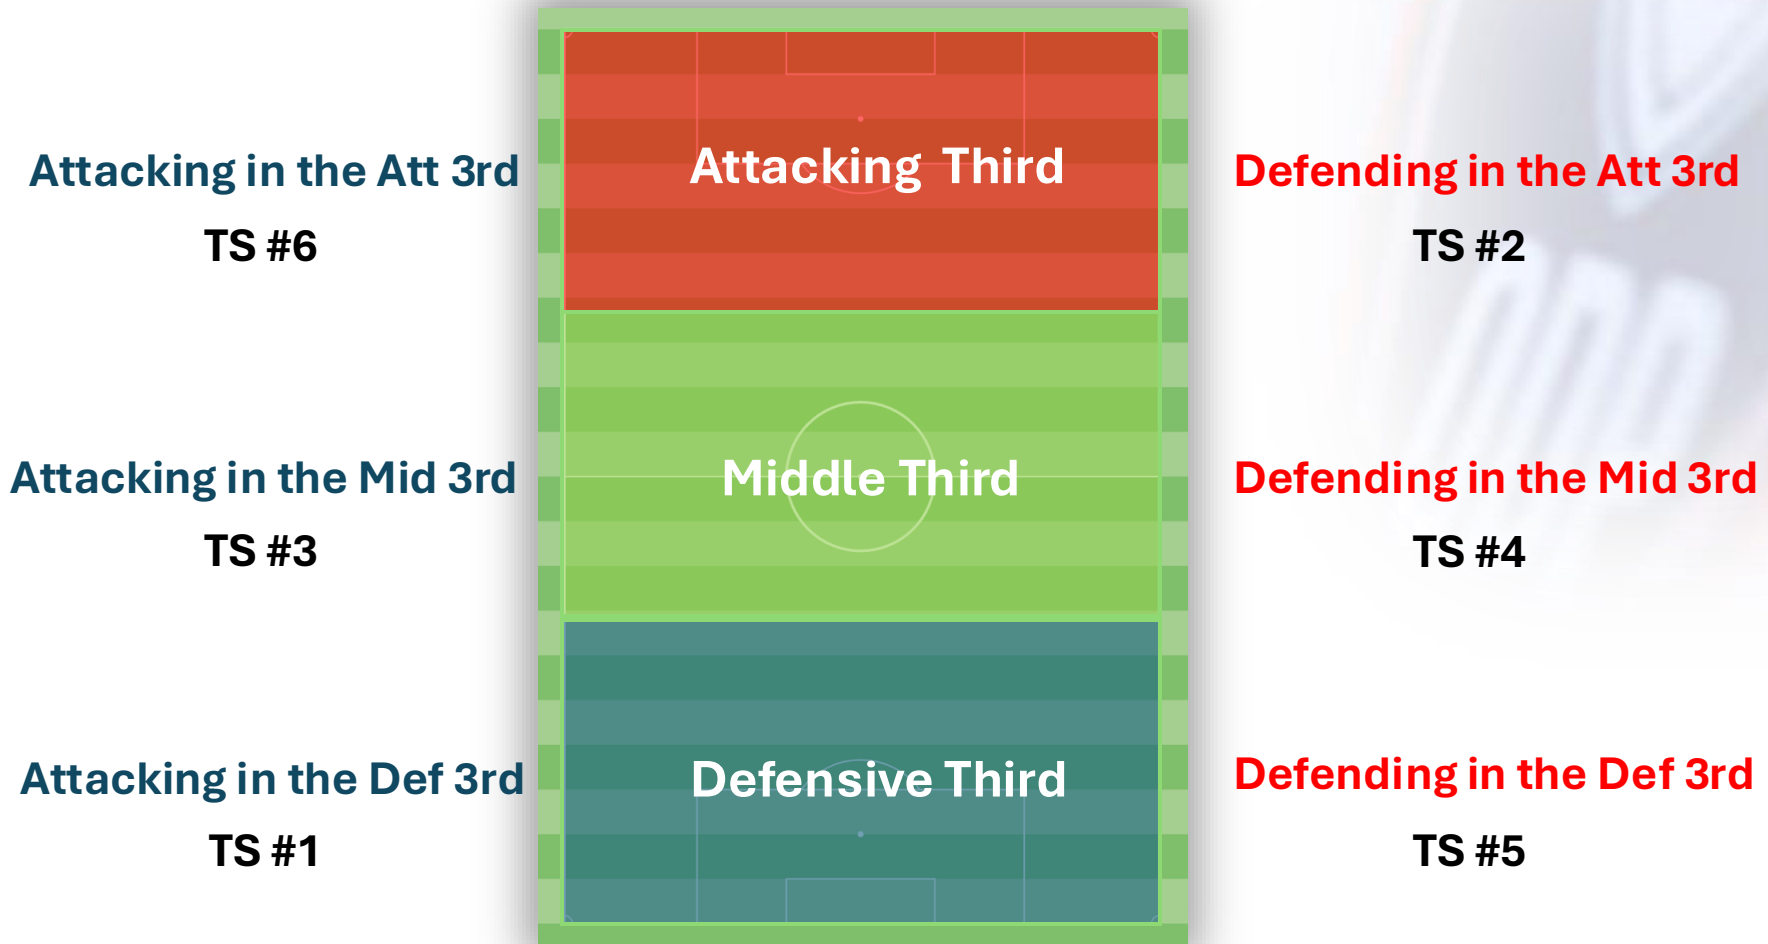 Attacking in the Att 3rd
TS #6
Attacking in the Mid 3rd
TS #3
Attacking in the Def 3rd
TS #1
Attacking Third
Middle Third
Defensive Third
Defending in the Att 3rd
TS #2
Defending in the Mid 3rd
TS #4
Defending in the Def 3rd
TS #5